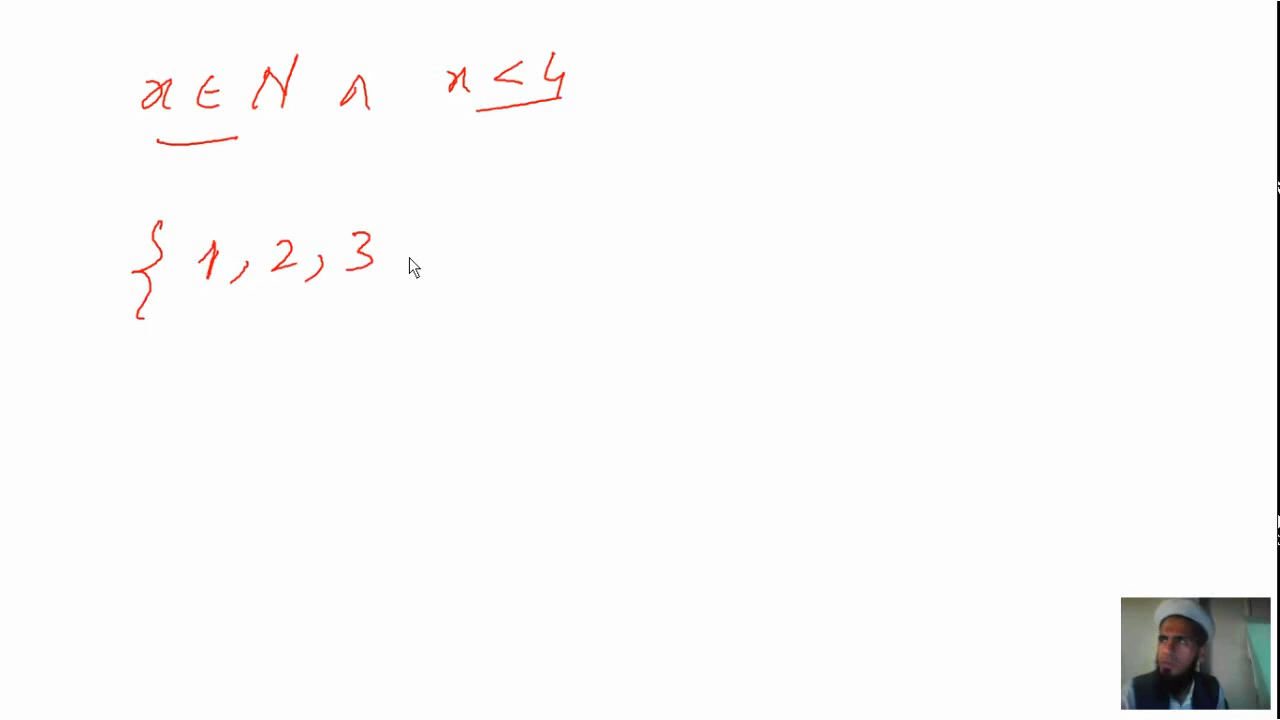 x ∈ N ∧ x < 4
{ 1, 2, 3